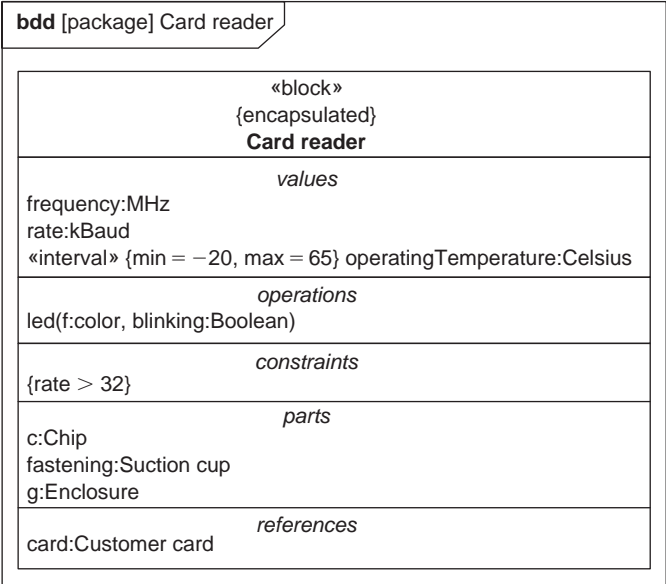 bdd [package] Card reader
«block»
{encapsulated}
Card reader
values
frequency:MHz
rate:kBaud
«interval» {min = −20, max = 65} operatingTemperature:Celsius
operations
led(f:color, blinking:Boolean)
constraints
{rate > 32}
parts
c:Chip
fastening:Suction cup
g:Enclosure
references
card:Customer card